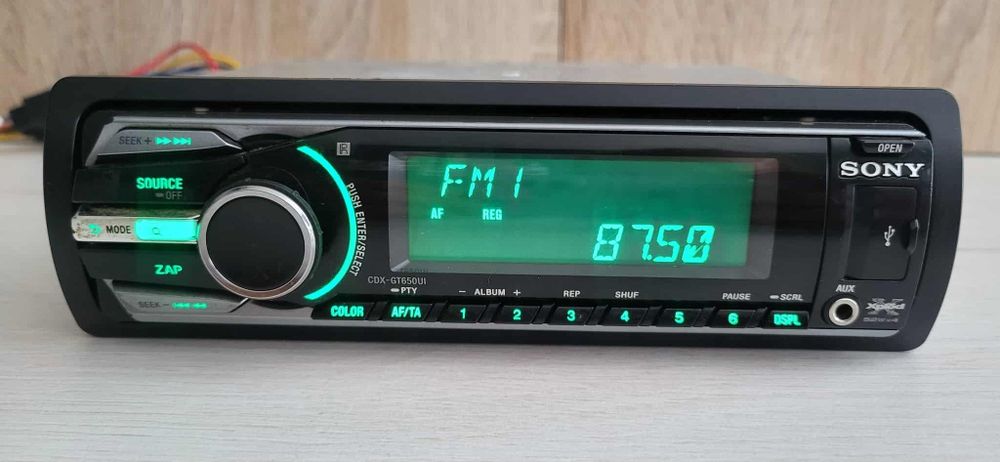 SEEK +
SOURCE
OFF
MODE
ZAP
SEEK -
PUSH ENTER/SELECT
FM1
AF REG
87.50
CDX-GT650UI
PTY
- ALBUM +
REP
SHUF
PAUSE
SCRL
COLOR
AF/TA
1
2
3
4
5
6
DSPL
OPEN
SONY
AUX